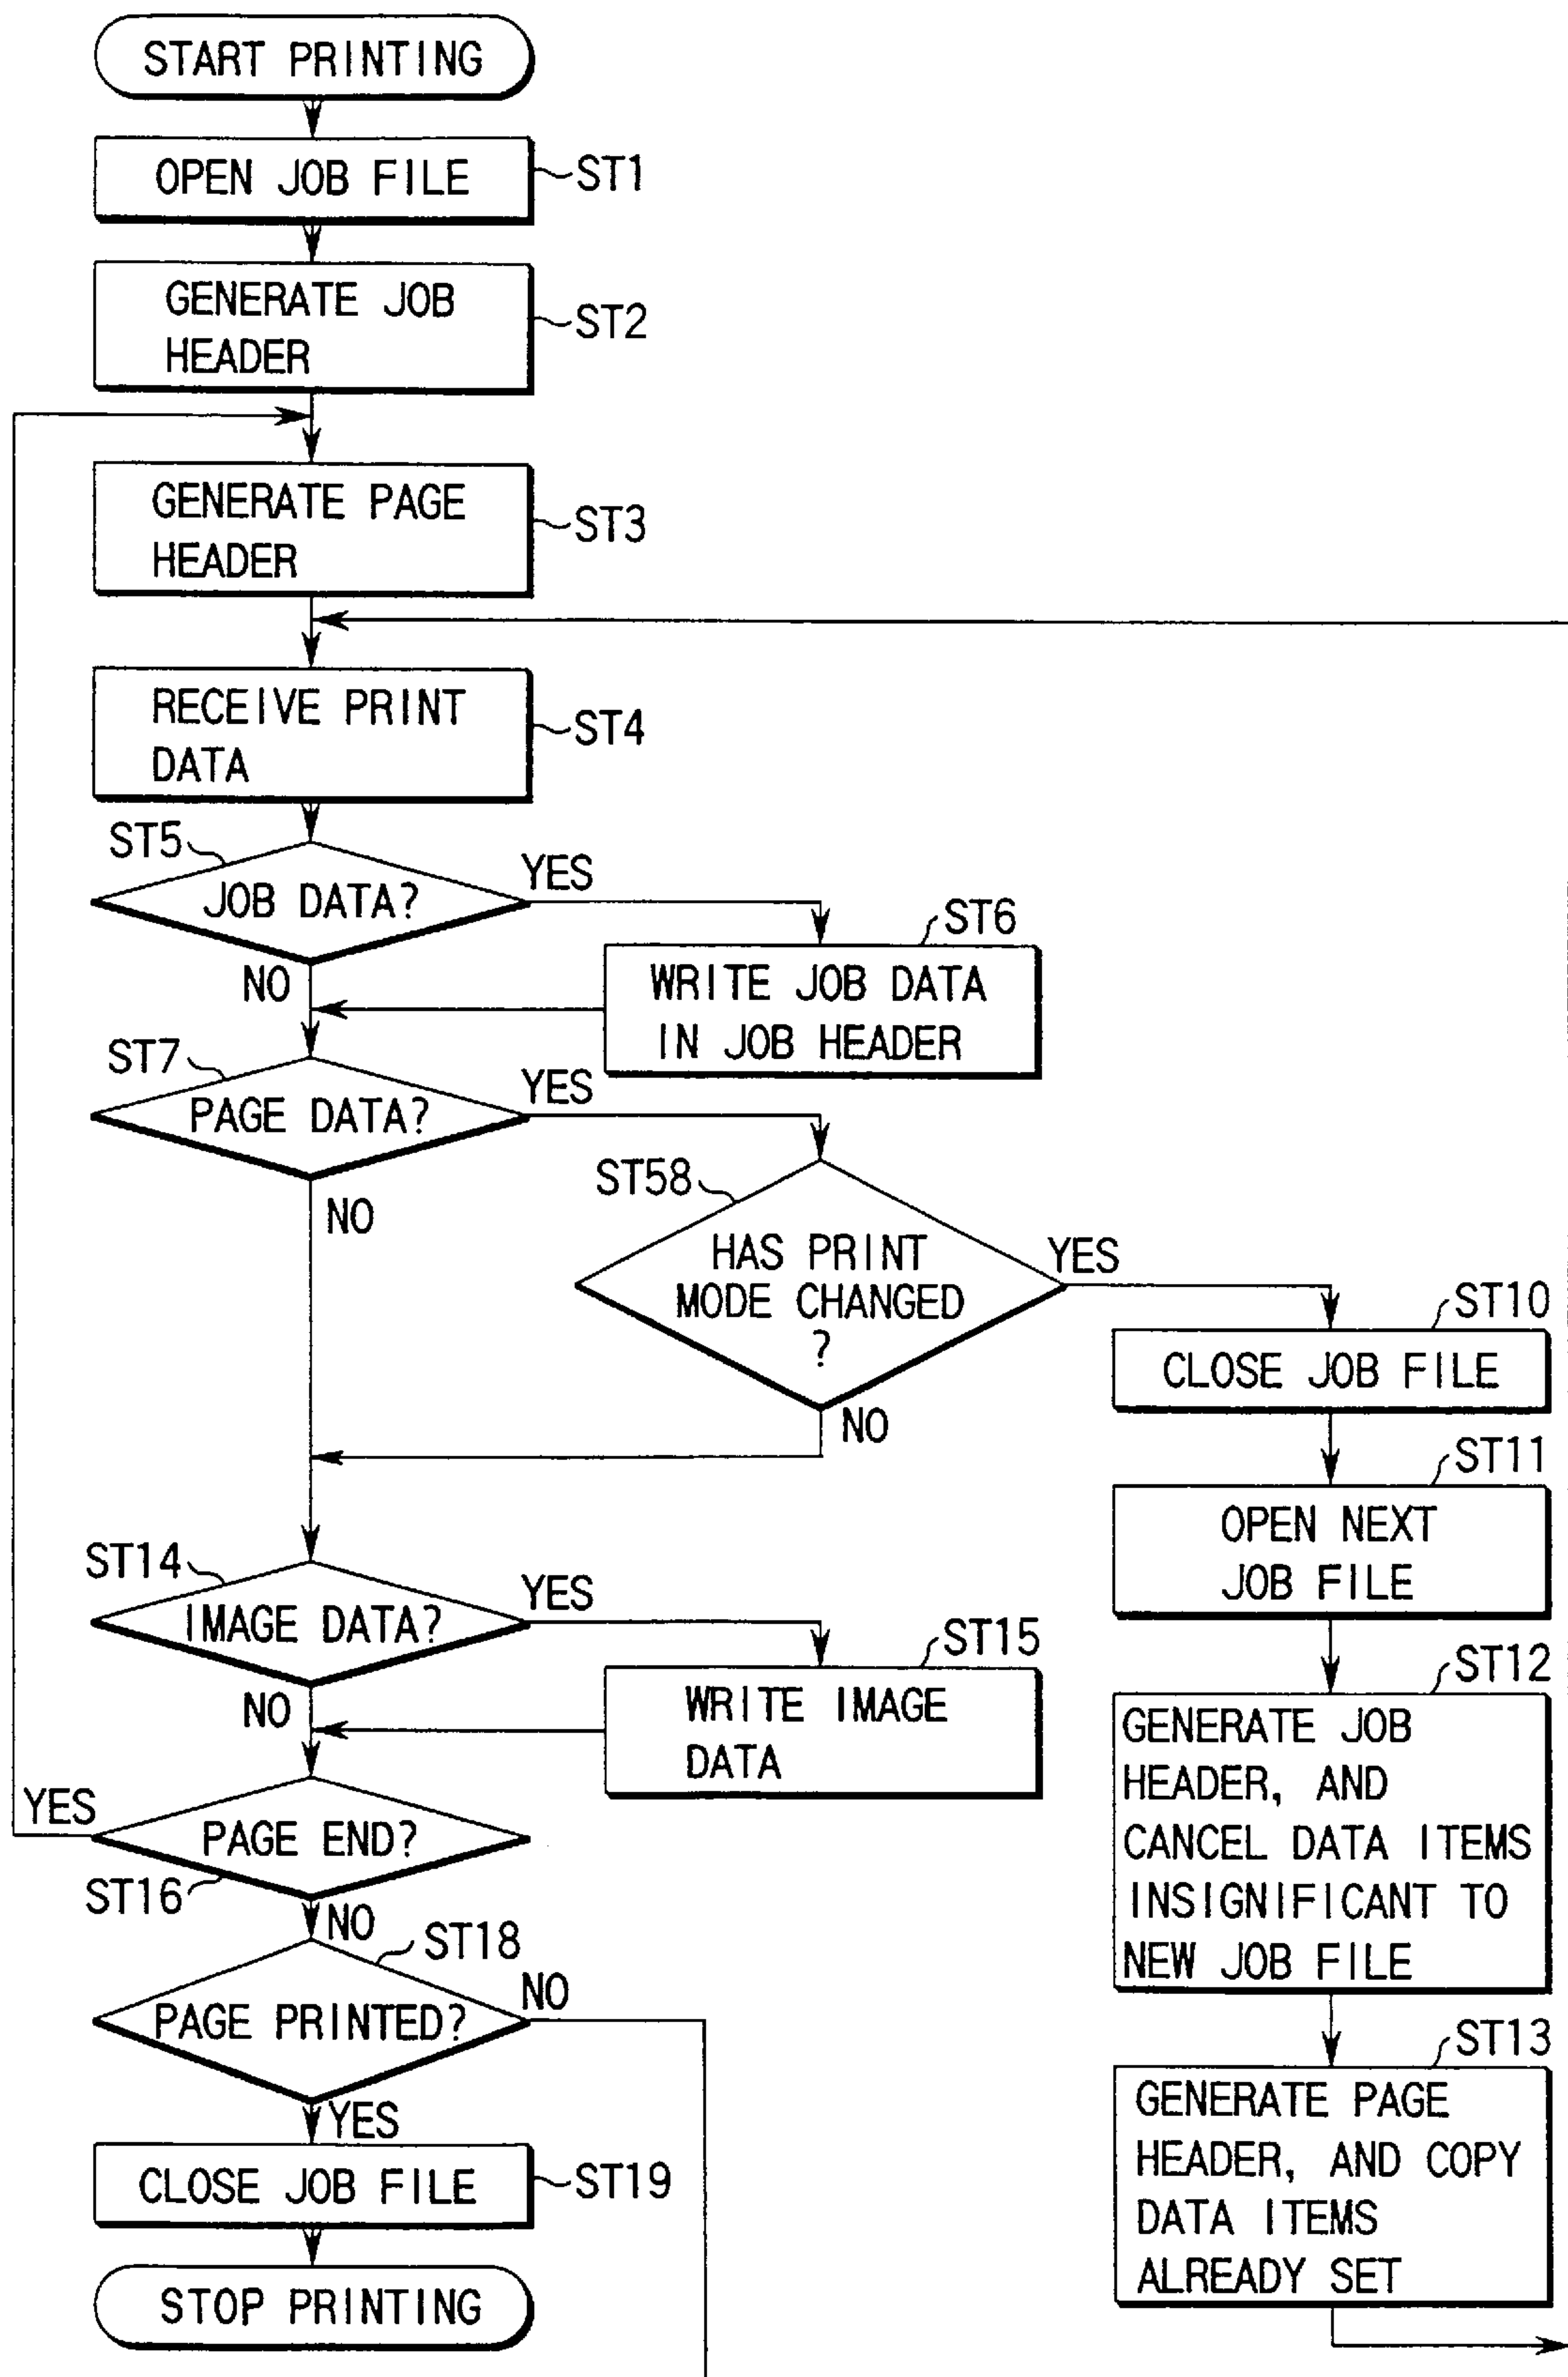 START PRINTING
OPEN JOB FILE
ST1
GENERATE JOB
HEADER
ST2
GENERATE PAGE
HEADER
ST3
RECEIVE PRINT
DATA
ST4
ST5
JOB DATA?
YES
NO
ST6
WRITE JOB DATA
IN JOB HEADER
ST7
PAGE DATA?
YES
NO
ST58
HAS PRINT
MODE CHANGED
?
YES
NO
ST10
CLOSE JOB FILE
ST11
OPEN NEXT
JOB FILE
ST12
GENERATE JOB
HEADER, AND
CANCEL DATA ITEMS
INSIGNIFICANT TO
NEW JOB FILE
ST13
GENERATE PAGE
HEADER, AND COPY
DATA ITEMS
ALREADY SET
ST14
IMAGE DATA?
YES
NO
ST15
WRITE IMAGE
DATA
YES
PAGE END?
ST16
NO
ST18
PAGE PRINTED?
NO
YES
CLOSE JOB FILE
ST19
STOP PRINTING